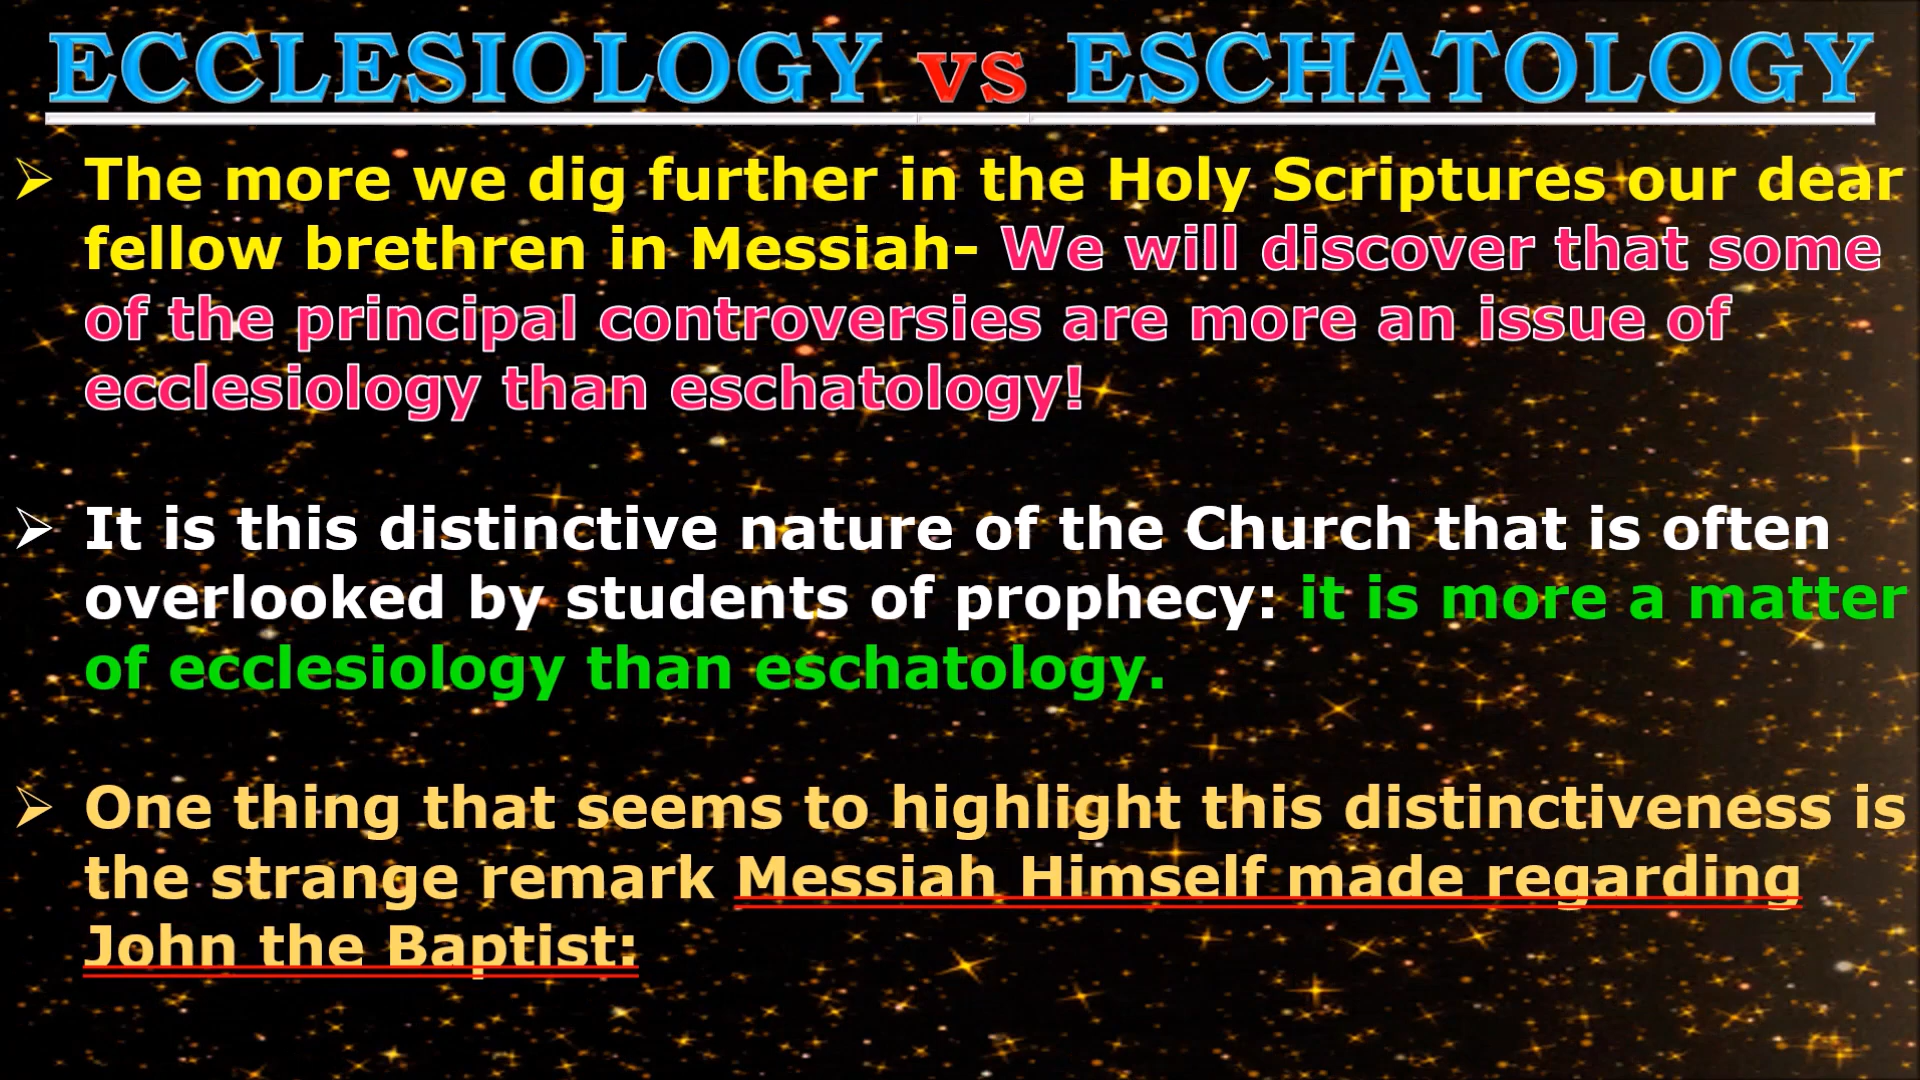 ECCLESIOLOGY vs ESCHATOLOGY
➢ The more we dig further in the Holy Scriptures our dear
fellow brethren in Messiah- We will discover that some
of the principal controversies are more an issue of
ecclesiology than eschatology!
➢ It is this distinctive nature of the Church that is often
overlooked by students of prophecy: it is more a matter
of ecclesiology than eschatology.
➢ One thing that seems to highlight this distinctiveness is
the strange remark Messiah Himself made regarding
John the Baptist: